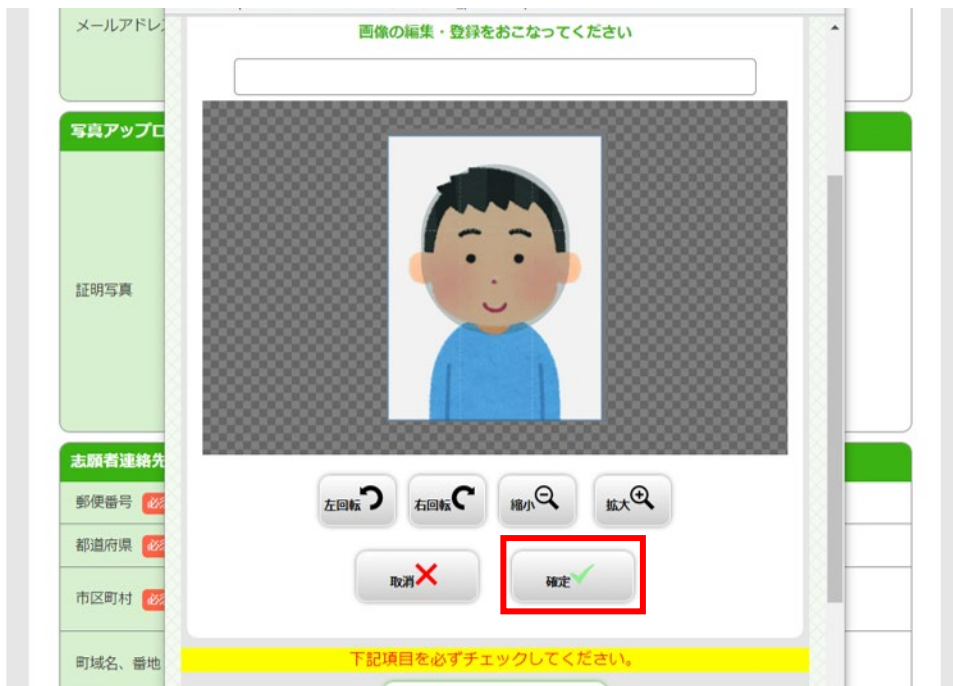 メールアドレ
画像の編集・登録をおこなってください
写真アップロ
証明写真
左回転
右回転
縮小
拡大
取消
確定
志願者連絡先
郵便番号 必
都道府県 必
市区町村 必
町域名、番地
下記項目を必ずチェックしてください。